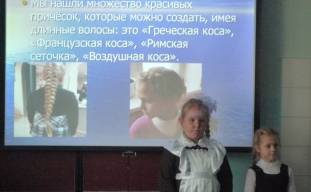 Мы нашли множество красивых
причёсок, которые можно создать, имея
длинные волосы: это «Греческая коса»,
«Французская коса», «Римская
сеточка», «Воздушная коса».